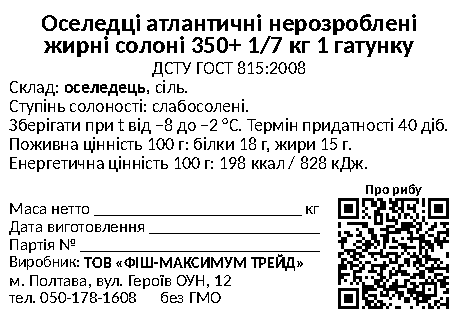 Оселедці атлантичні нерозроблені
жирні солоні 350+ 1/7 кг 1 гатунку
ДСТУ ГОСТ 815:2008
Склад: оселедець, сіль.
Ступінь солоності: слабосолені.
Зберігати при t від –8 до –2 °С. Термін придатності 40 діб.
Поживна цінність 100 г: білки 18 г, жири 15 г.
Енергетична цінність 100 г: 198 ккал / 828 кДж.
Про рибу
Маса нетто ________________________ кг
Дата виготовлення ____________________
Партія № ____________________________
Виробник: ТОВ «ФІШ-МАКСИМУМ ТРЕЙД»
м. Полтава, вул. Героїв ОУН, 12
тел. 050-178-1608 без ГМО